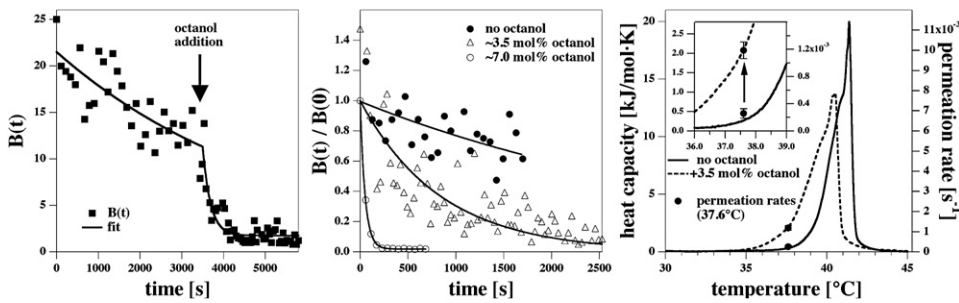 25
20
15
10
5
0
B(t)
octanol
addition
B(t)
fit
0 2000 4000
time [s]
1.4
1.2
1.0
0.8
0.6
0.4
0.2
0.0
B(t) / B(0)
no octanol
~3.5 mol% octanol
~7.0 mol% octanol
0 500 1000 1500 2000 2500
time [s]
20
15
10
5
0
heat capacity [kJ/mol·K]
2.5
2.0
1.5
1.0
0.5
0.0
1.2x10-3
0.8
0.4
0.0
36.0 37.0 38.0 39.0
no octanol
+3.5 mol% octanol
permeation rates
(37.6°C)
11x10-3
10
9
8
7
6
5
4
3
2
1
0
permeation rate [s-1]
30 35 40 45
temperature [°C]